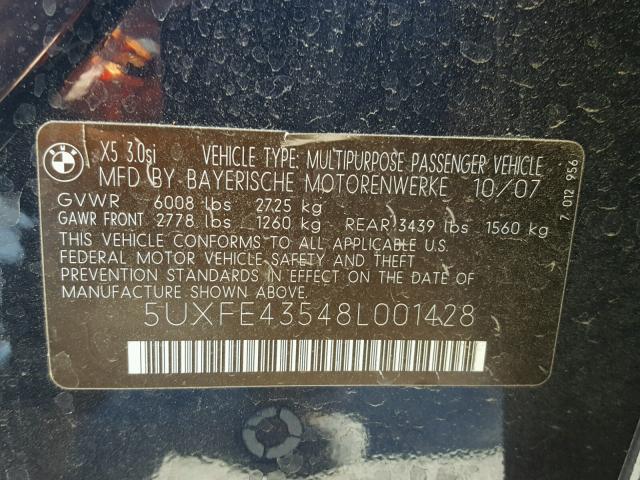 X5 3.0si VEHICLE TYPE: MULTIPURPOSE PASSENGER VEHICLE
MFD BY BAYERISCHE MOTORENWERKE 10/07
GVWR 6008 lbs 2725 kg
GAWR FRONT 2778 lbs 1260 kg REAR:3439 lbs 1560 kg
THIS VEHICLE CONFORMS TO ALL APPLICABLE U.S.
FEDERAL MOTOR VEHICLE SAFETY AND THEFT
PREVENTION STANDARDS IN EFFECT ON THE DATE OF
MANUFACTURE SHOWN ABOVE.
5UXFE43548L001428
7 012 956